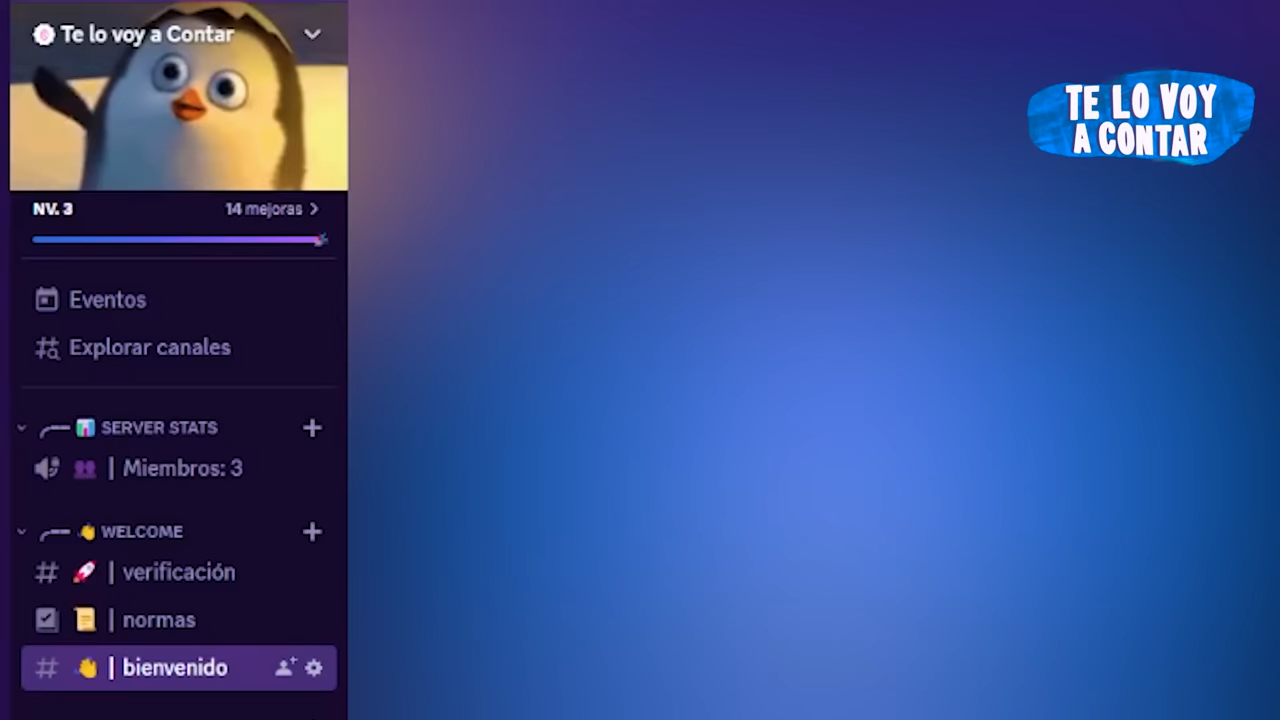 Te lo voy a Contar
NV. 3
14 mejoras
Eventos
Explorar canales
SERVER STATS
| Miembros: 3
WELCOME
| verificación
| normas
| bienvenido
TE LO VOY
A CONTAR